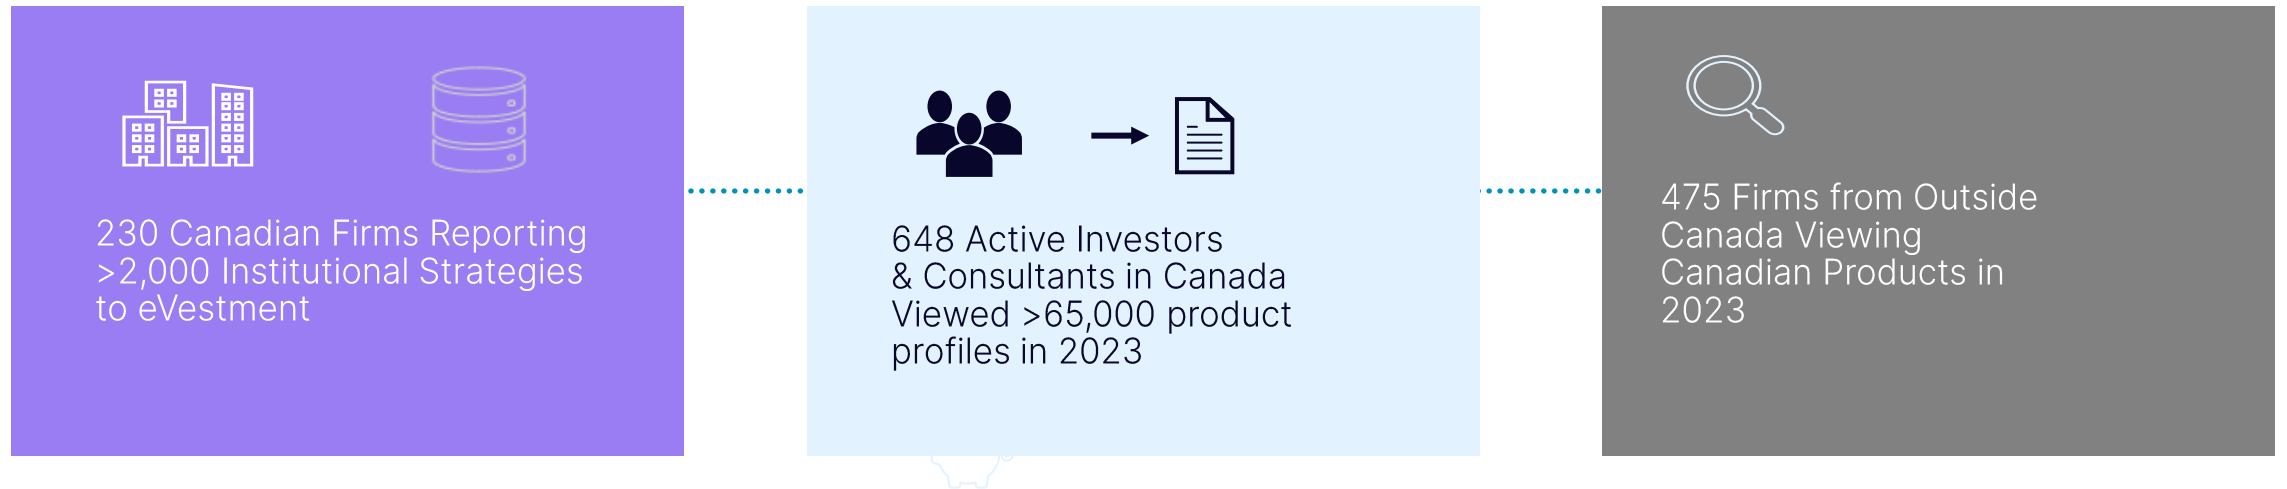 230 Canadian Firms Reporting
>2,000 Institutional Strategies
to eVestment
648 Active Investors
& Consultants in Canada
Viewed >65,000 product
profiles in 2023
475 Firms from Outside
Canada Viewing
Canadian Products in
2023